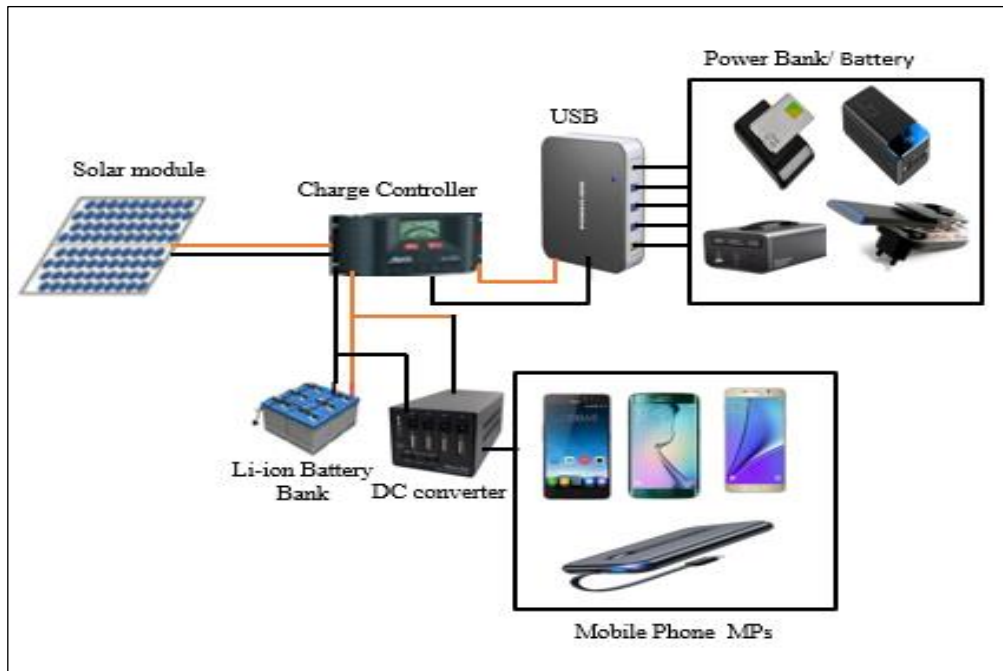 Power Bank/ Battery
USB
Solar module
Charge Controller
Li-ion Battery
Bank
DC converter
Mobile Phone MPs